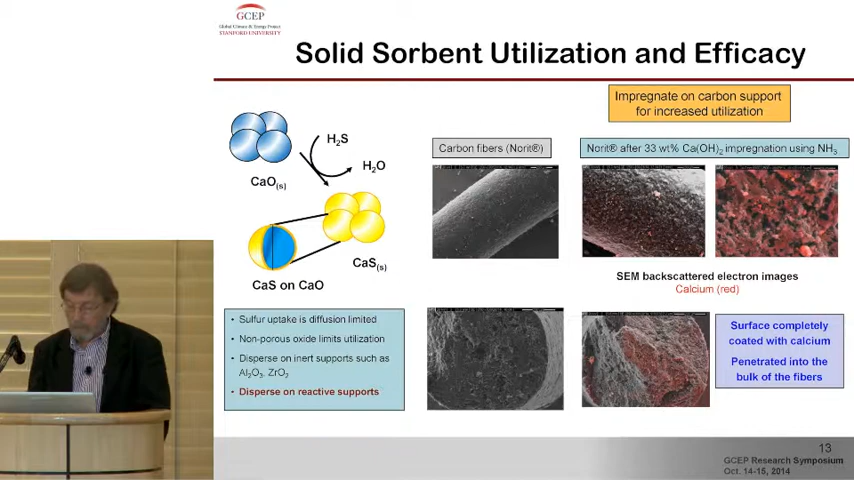 GCEP
Global Climate & Energy Project
STANFORD UNIVERSITY
Solid Sorbent Utilization and Efficacy
Impregnate on carbon support
for increased utilization
H₂S
H₂O
CaO(s)
CaS(s)
CaS on CaO
Carbon fibers (Norit®)
Norit® after 33 wt% Ca(OH)₂ impregnation using NH₃
SEM backscattered electron images
Calcium (red)
• Sulfur uptake is diffusion limited
• Non-porous oxide limits utilization
• Disperse on inert supports such as
Al₂O₃, ZrO₂
• Disperse on reactive supports
Surface completely
coated with calcium
Penetrated into the
bulk of the fibers
13
GCEP Research Symposium
Oct. 14-15, 2014